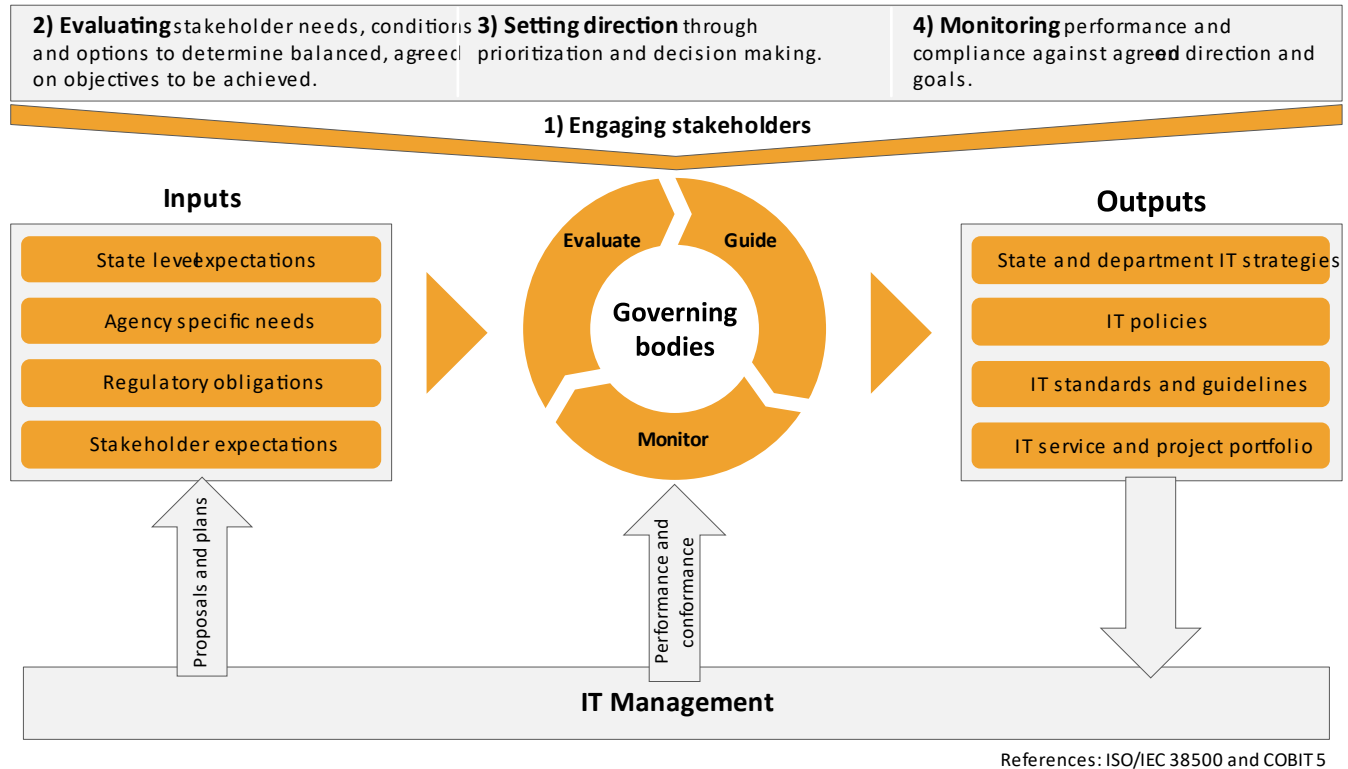 2) Evaluating stakeholder needs, conditions
and options to determine balanced, agreed
on objectives to be achieved.
3) Setting direction through
prioritization and decision making.
4) Monitoring performance and
compliance against agreed on direction and
goals.
1) Engaging stakeholders
Inputs
State level expectations
Agency specific needs
Regulatory obligations
Stakeholder expectations
Evaluate
Guide
Governing
bodies
Monitor
Outputs
State and department IT strategies
IT policies
IT standards and guidelines
IT service and project portfolio
Proposals and plans
Performance and
conformance
IT Management
References: ISO/IEC 38500 and COBIT 5